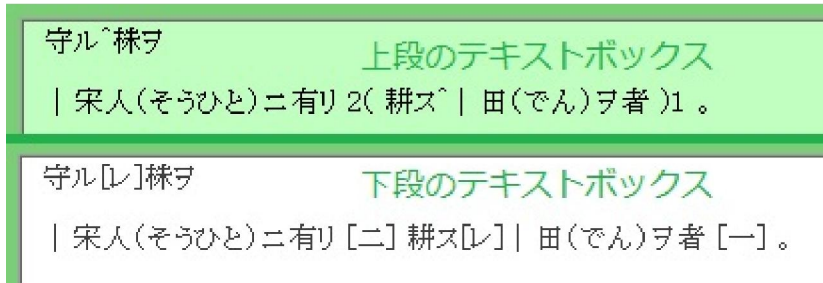 守ル^株ヲ
上段のテキストボックス
| 宋人(そうひと)ニ有リ 2( 耕ズ^| 田(でん)ヲ者 )1 。
守ル[レ]株ヲ
下段のテキストボックス
| 宋人(そうひと)ニ有リ [二] 耕ズ[レ]| 田(でん)ヲ者 [一] 。